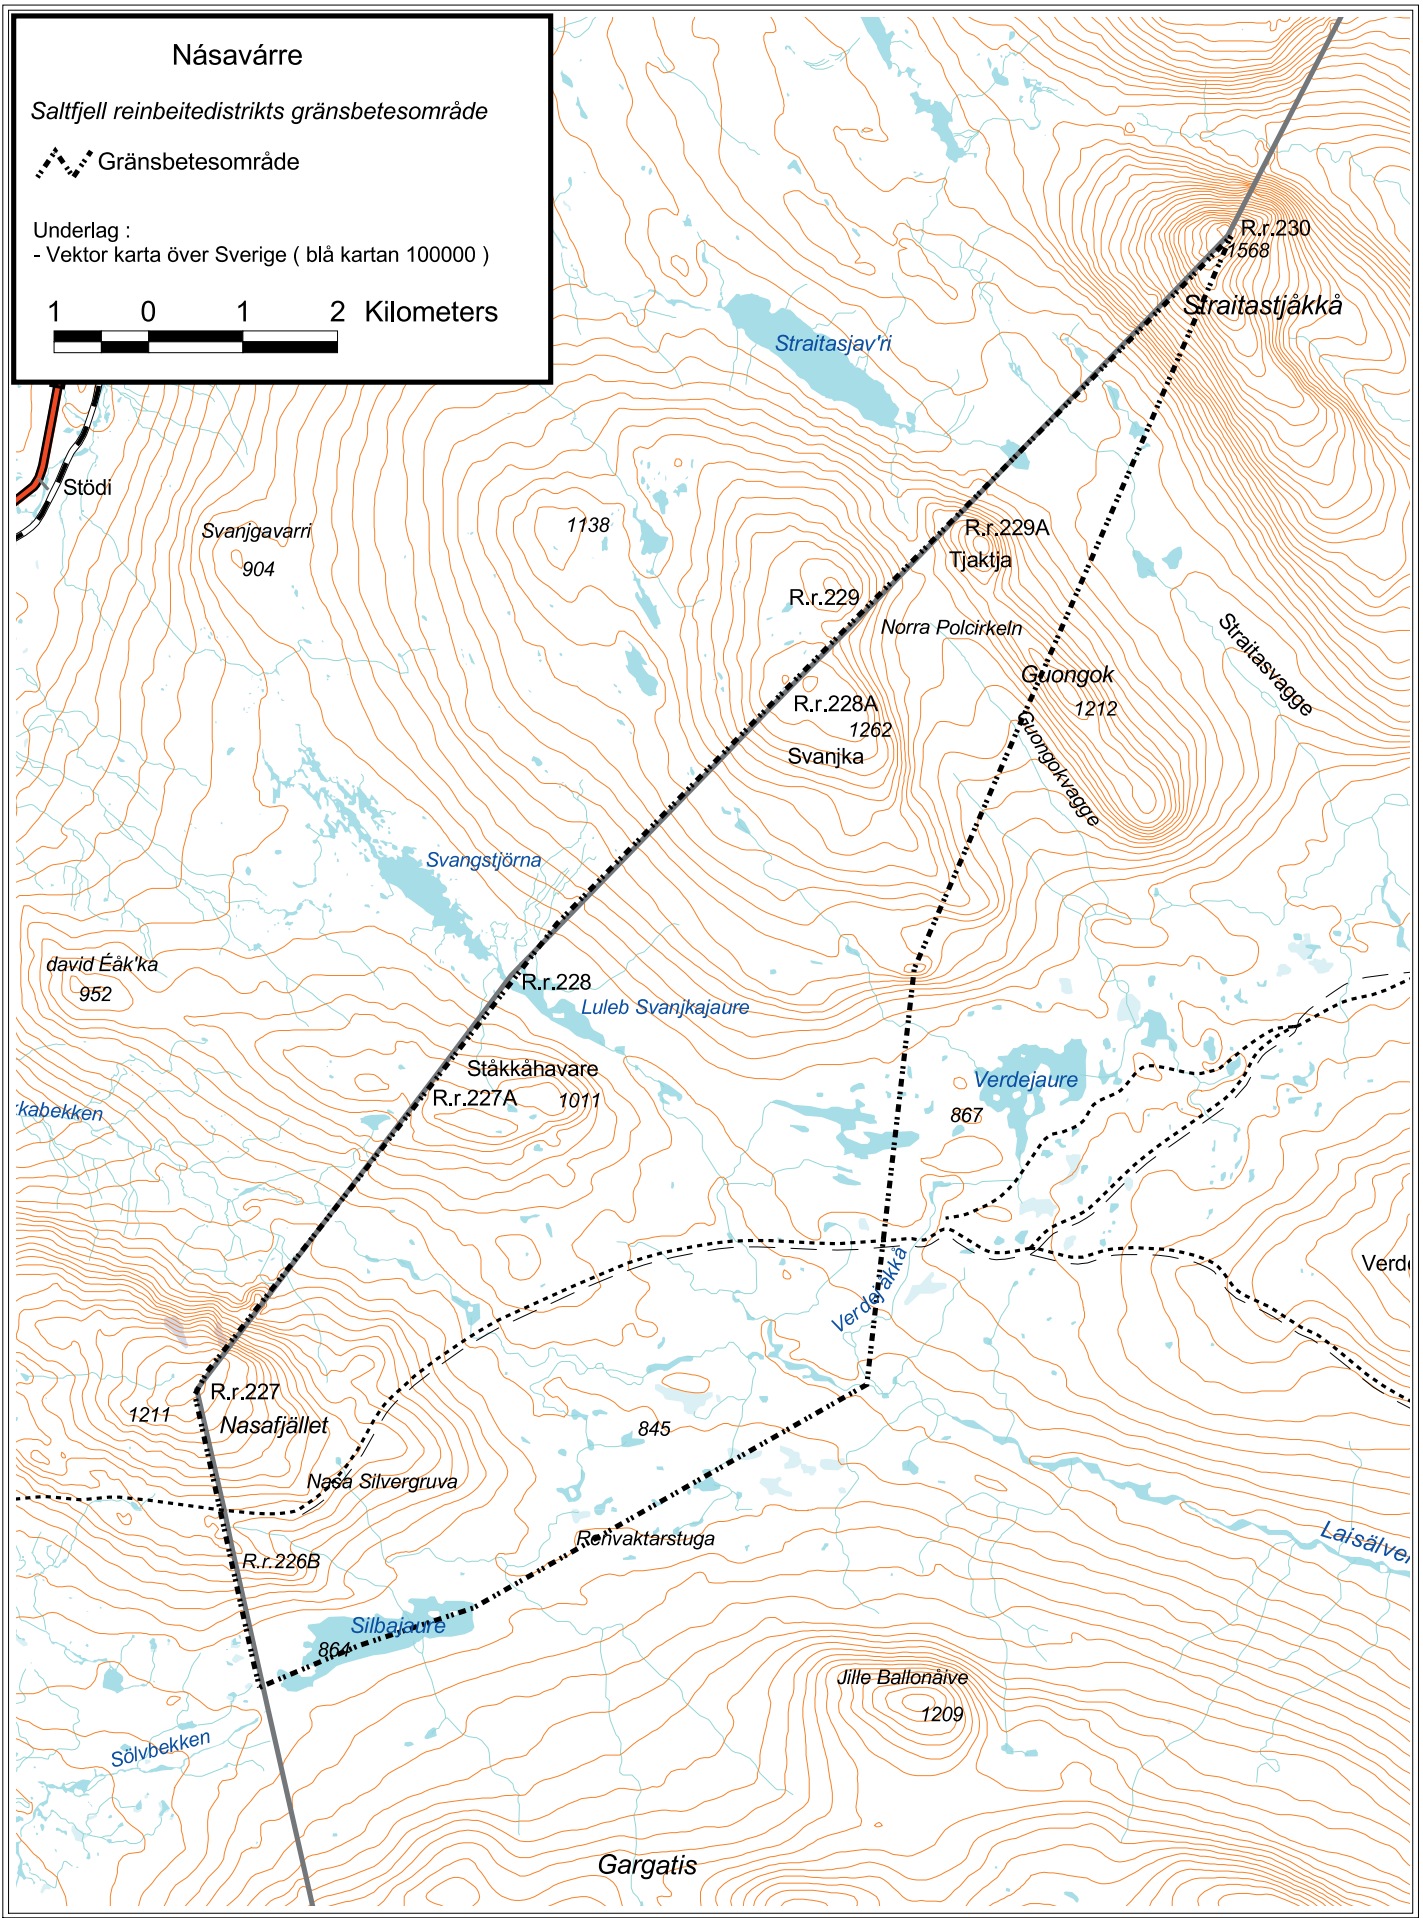 Násavárre
Saltfjell reinbeitedistrikts gränsbetesområde
Gränsbetesområde
Underlag :
- Vektor karta över Sverige ( blå kartan 100000 )
1 0 1 2 Kilometers
R.r.230
1568
Straitastjåkkå
Straitasjav'ri
Stödi
Svanjgavarri
904
1138
R.r.229A
Tjaktja
R.r.229
Norra Polcirkeln
Straitasvagge
Guongok
1212
R.r.228A
1262
Svanjka
Guongokvagge
Svangstjörna
david Éåk'ka
952
R.r.228
Luleb Svanjkajaure
Ståkkåhavare
R.r.227A
1011
Verdejaure
867
kabekken
Verdejåkkå
Verd
R.r.227
1211
Nasafjället
845
Nasa Silvergruva
Renvaktarstuga
R.r.226B
Laisälve
Silbajaure
864
Jille Ballonåive
1209
Sölvbekken
Gargatis